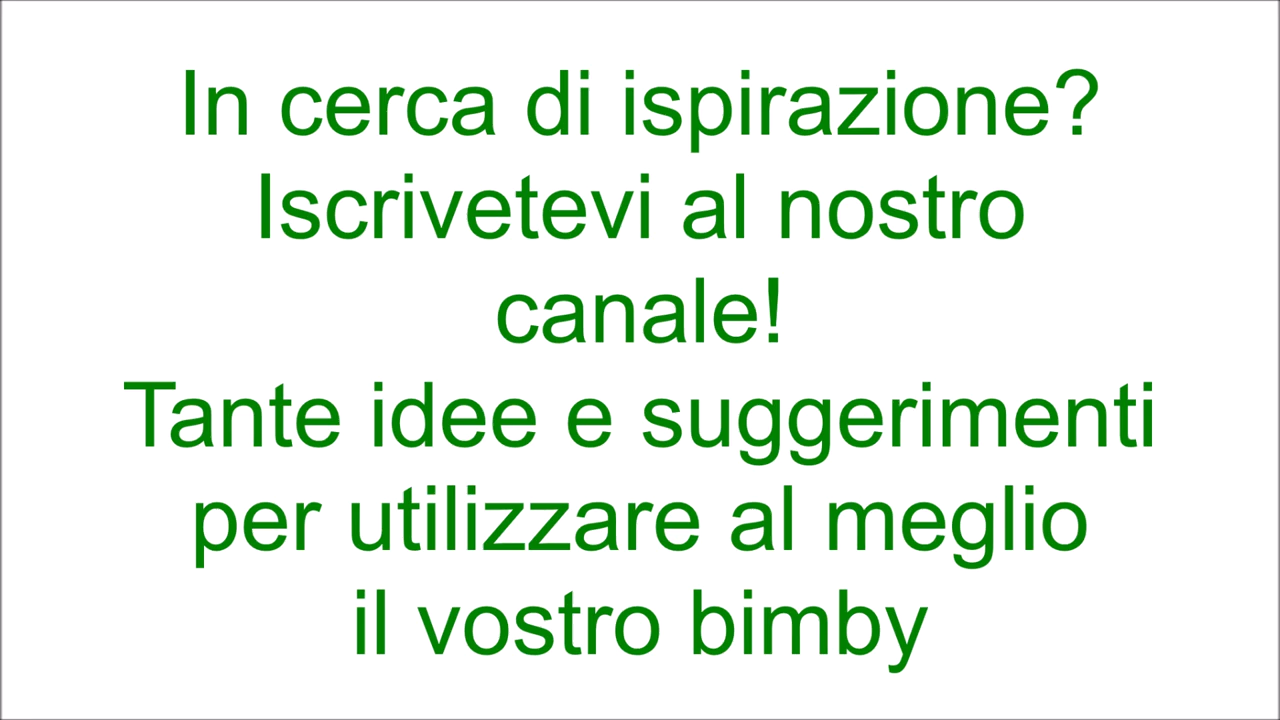 In cerca di ispirazione?
Iscrivetevi al nostro
canale!
Tante idee e suggerimenti
per utilizzare al meglio
il vostro bimby